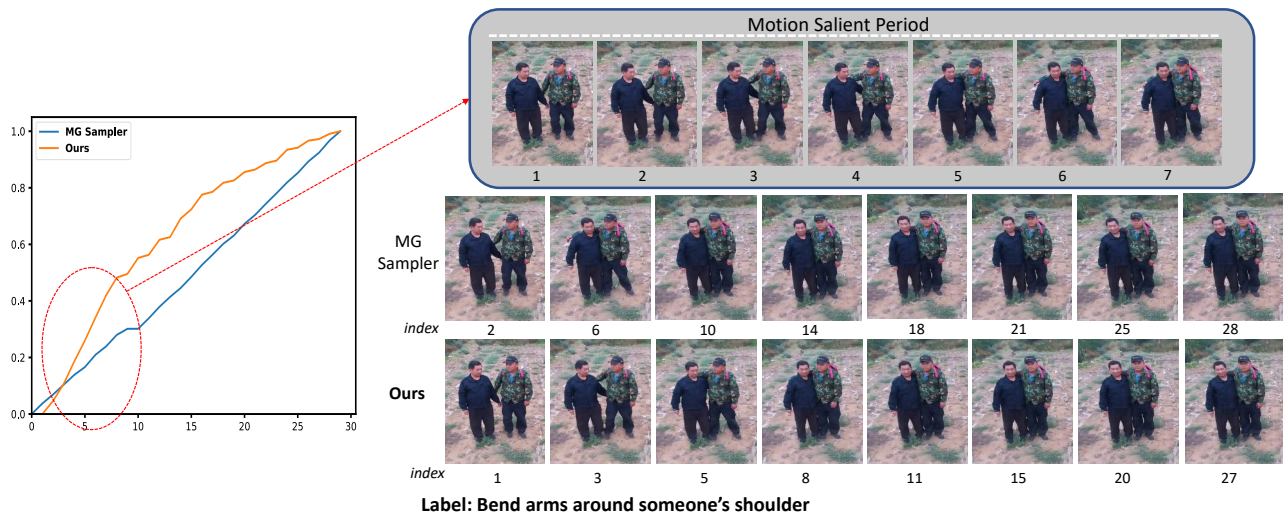 Motion Salient Period
1 2 3 4 5 6 7
MG Sampler
Ours
1.0
0.8
0.6
0.4
0.2
0.0
0 5 10 15 20 25 30
MG
Sampler
index 2 6 10 14 18 21 25 28
Ours
index 1 3 5 8 11 15 20 27
Label: Bend arms around someone's shoulder